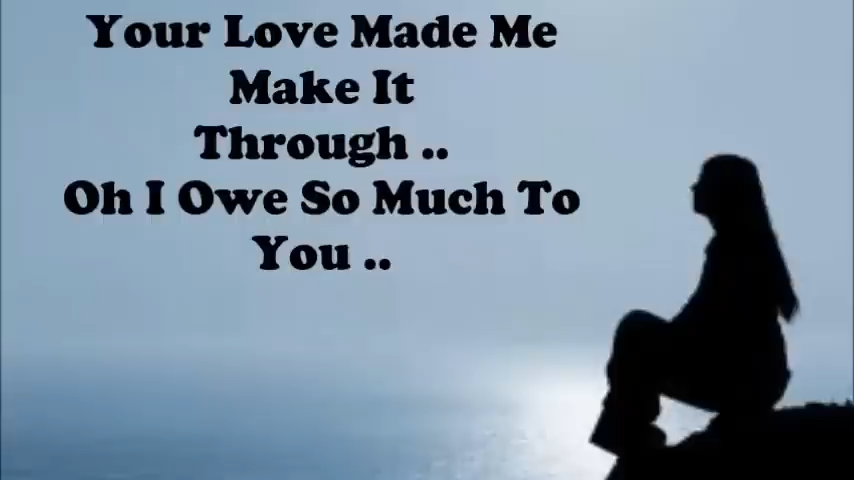 Your Love Made Me
Make It
Through ..
Oh I Owe So Much To
You ..